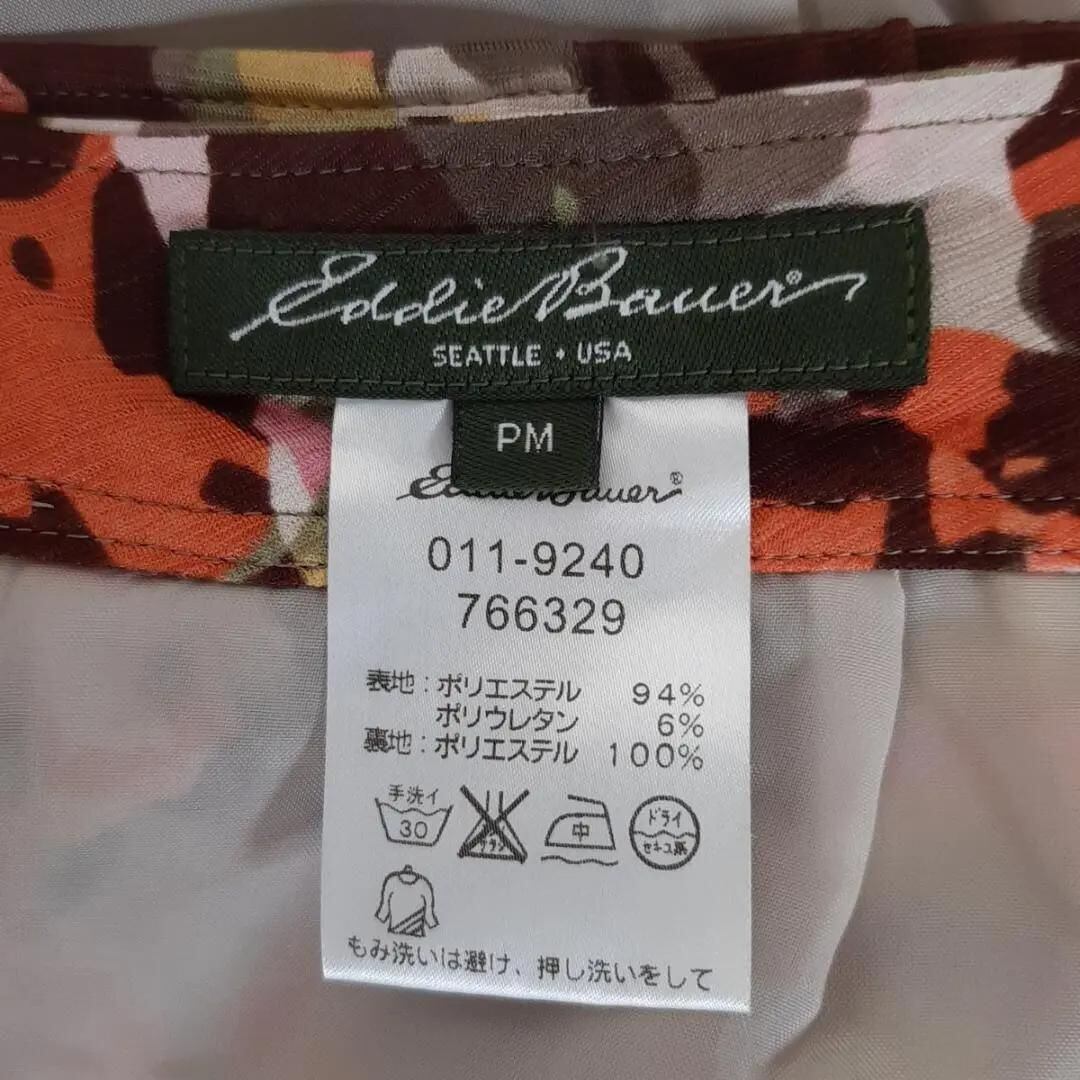 Eddie Bauer®
SEATTLE • USA
PM
Eddie Bauer®
011-9240
766329
表地：ポリエステル 94%
ポリウレタン 6%
裏地：ポリエステル 100%
手洗イ
30
中
ドライ
セキユ系
もみ洗いは避け、押し洗いをして